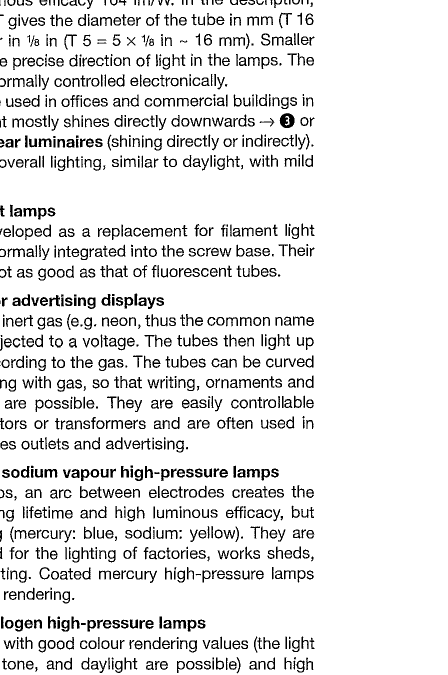 ious efficacy 104 lm/W. In the description,
gives the diameter of the tube in mm (T 16
r in 1/8 in (T 5 = 5 × 1/8 in ~ 16 mm). Smaller
e precise direction of light in the lamps. The
ormally controlled electronically.
used in offices and commercial buildings in
t mostly shines directly downwards → ❸ or
ear luminaires (shining directly or indirectly).
overall lighting, similar to daylight, with mild
t lamps
veloped as a replacement for filament light
ormally integrated into the screw base. Their
ot as good as that of fluorescent tubes.
r advertising displays
inert gas (e.g. neon, thus the common name
jected to a voltage. The tubes then light up
ording to the gas. The tubes can be curved
ng with gas, so that writing, ornaments and
are possible. They are easily controllable
tors or transformers and are often used in
es outlets and advertising.
sodium vapour high-pressure lamps
ps, an arc between electrodes creates the
ng lifetime and high luminous efficacy, but
g (mercury: blue, sodium: yellow). They are
d for the lighting of factories, works sheds,
ting. Coated mercury high-pressure lamps
rendering.
logen high-pressure lamps
with good colour rendering values (the light
tone, and daylight are possible) and high